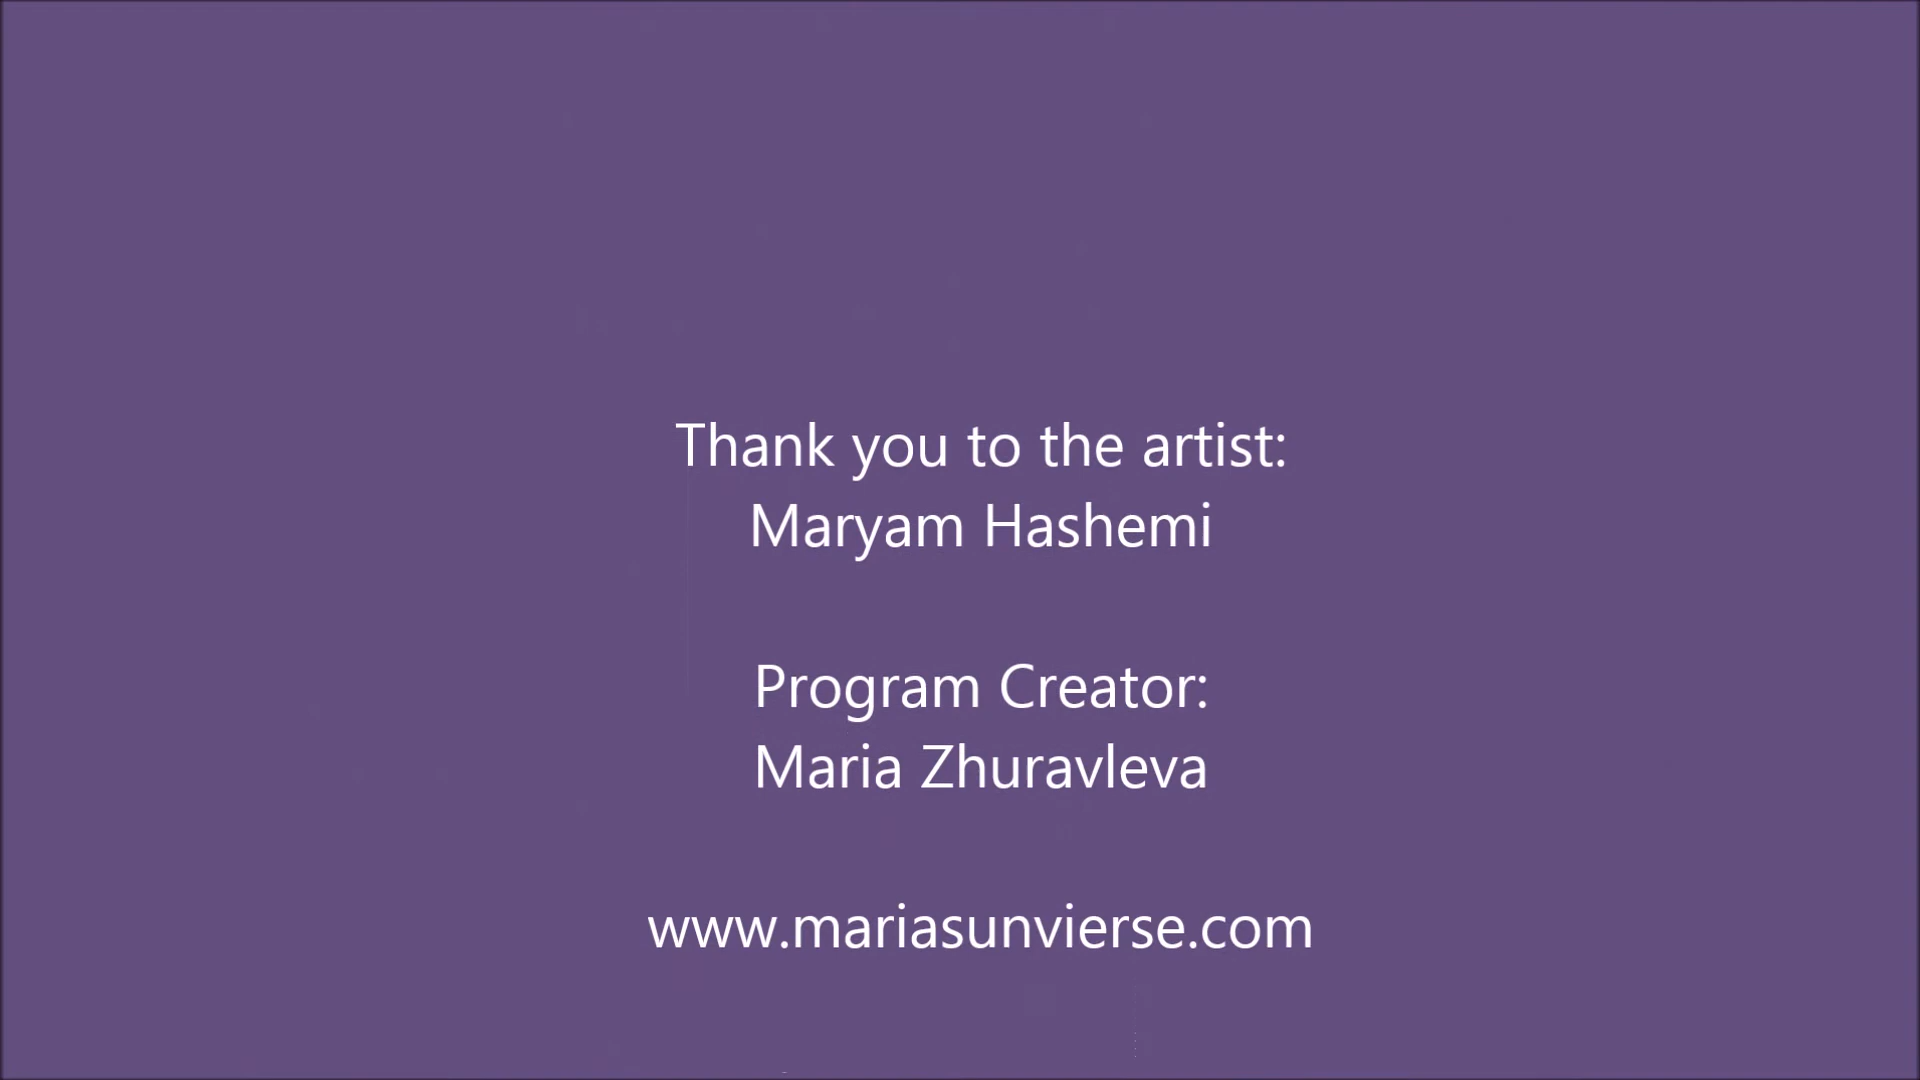 Thank you to the artist:
Maryam Hashemi
Program Creator:
Maria Zhuravleva
www.mariasunvierse.com